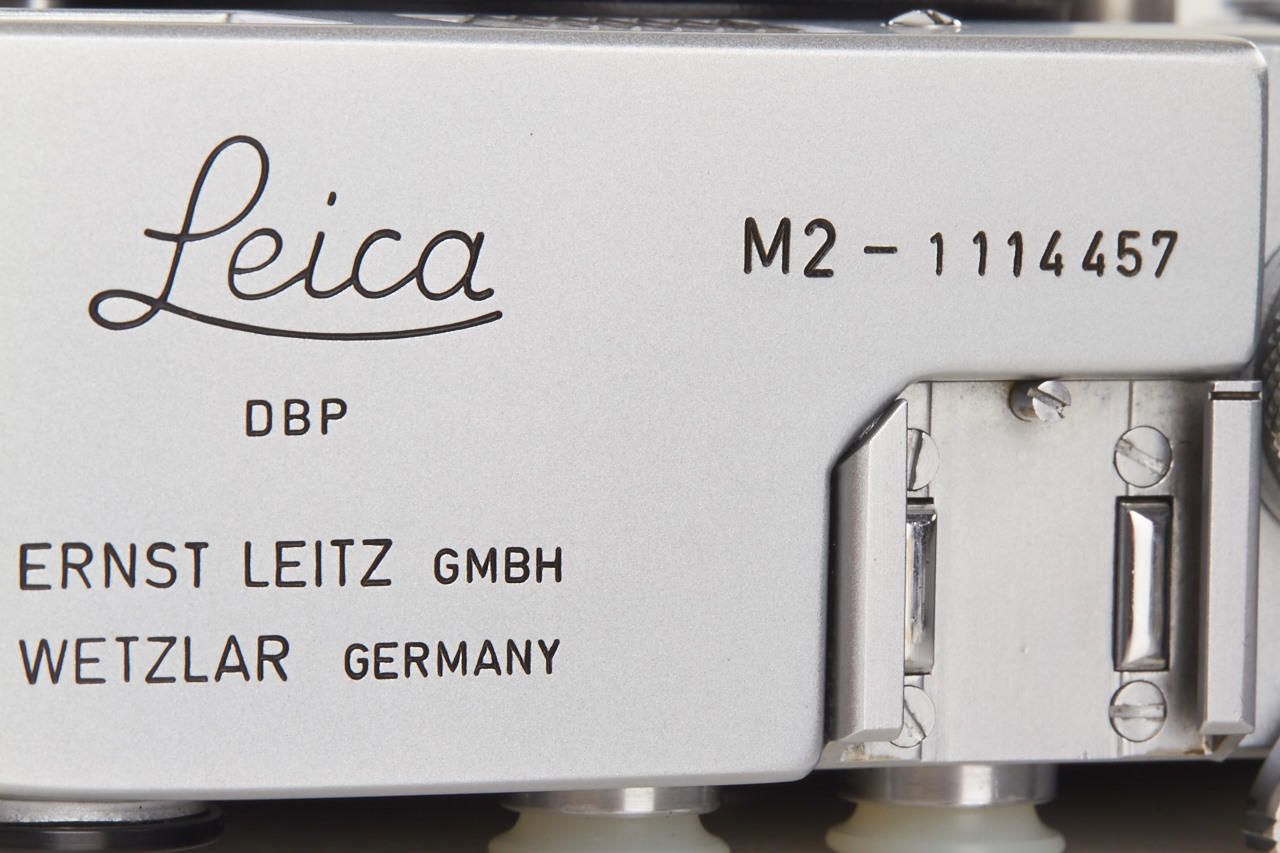 Leica
M2-1114457
DBP
ERNST LEITZ GMBH
WETZLAR GERMANY